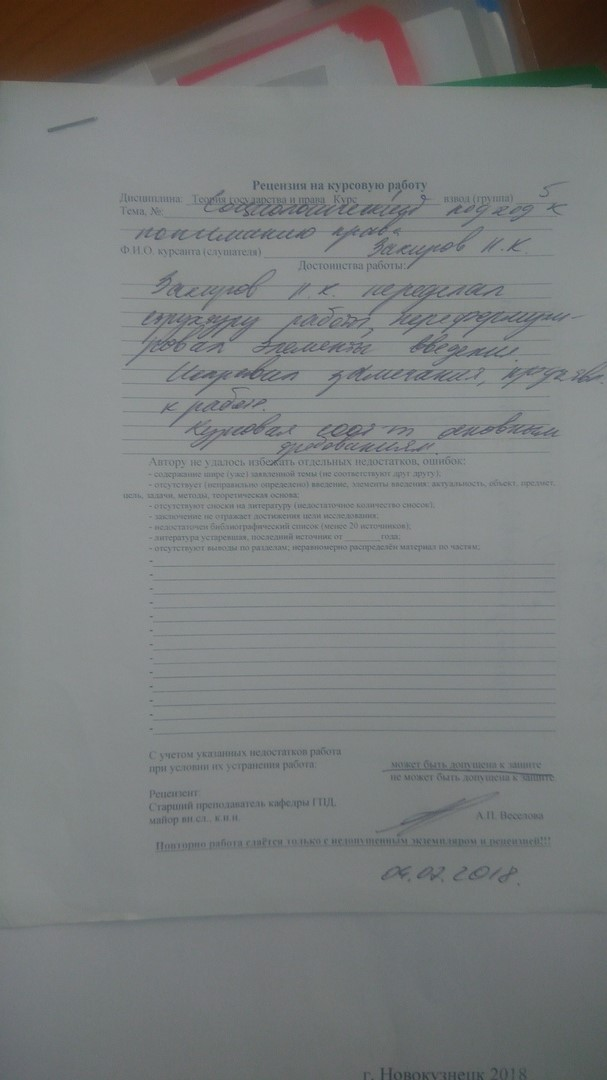 Рецензия на курсовую работу
Дисциплина: Теория государства и права Курс взвод (группа) 5
Тема, № Социологический подход к
пониманию права
Ф.И.О. курсанта (слушателя) Закиров Н.К.
Достоинства работы:
Закиров Н.К. переделал
структуру работы, переформули-
ровал элементы введения.
Исправил замечания,
к работе.
Курсовая соот-т основным
требованиям.
Автору не удалось избежать отдельных недостатков, ошибок:
- содержание шире (уже) заявленной темы (не соответствуют друг другу);
- отсутствует (неправильно определено) введение, элементы введения: актуальность, объект, предмет,
цель, задачи, методы, теоретическая основа;
- отсутствуют сноски на литературу (недостаточное количество сносок);
- заключение не отражает достижения цели исследования;
- недостаточен библиографический список (менее 20 источников);
- литература устаревшая, последний источник от ________ года;
- отсутствуют выводы по разделам; неравномерно распределён материал по частям;
-
-
-
-
-
-
-
-
-
-
-
-
-
С учетом указанных недостатков работа
при условии их устранения работа: может быть допущена к защите
не может быть допущена к защите
Рецензент:
Старший преподаватель кафедры ГПД,
майор вн.сл., к.и.н. А.П. Веселова
Повторно работа сдаётся только с недопущенным экземпляром и рецензией!!!
04.02.2018.
г. Новокузнецк 2018